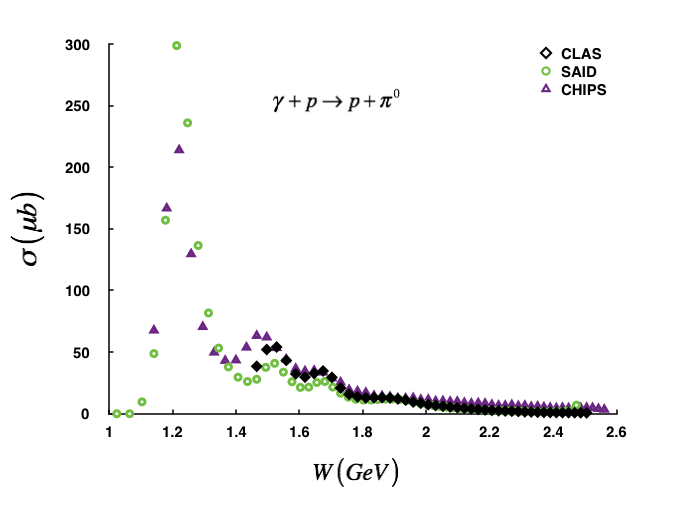 300
250
200
150
100
50
0
1 1.2 1.4 1.6 1.8 2 2.2 2.4 2.6
σ(μb)
W(GeV)
γ + p → p + π⁰
CLAS
SAID
CHIPS